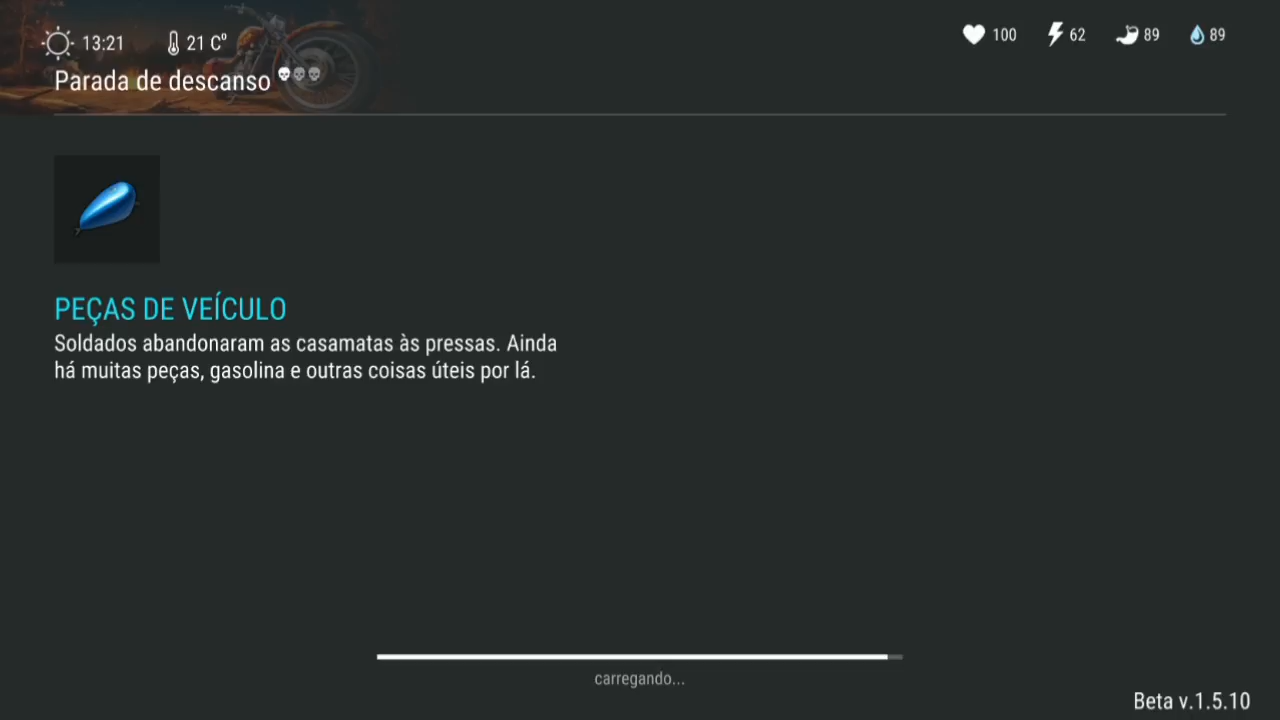 13:21 21 Cº
100 62 89 89
Parada de descanso
PEÇAS DE VEÍCULO
Soldados abandonaram as casamatas às pressas. Ainda
há muitas peças, gasolina e outras coisas úteis por lá.
carregando...
Beta v.1.5.10